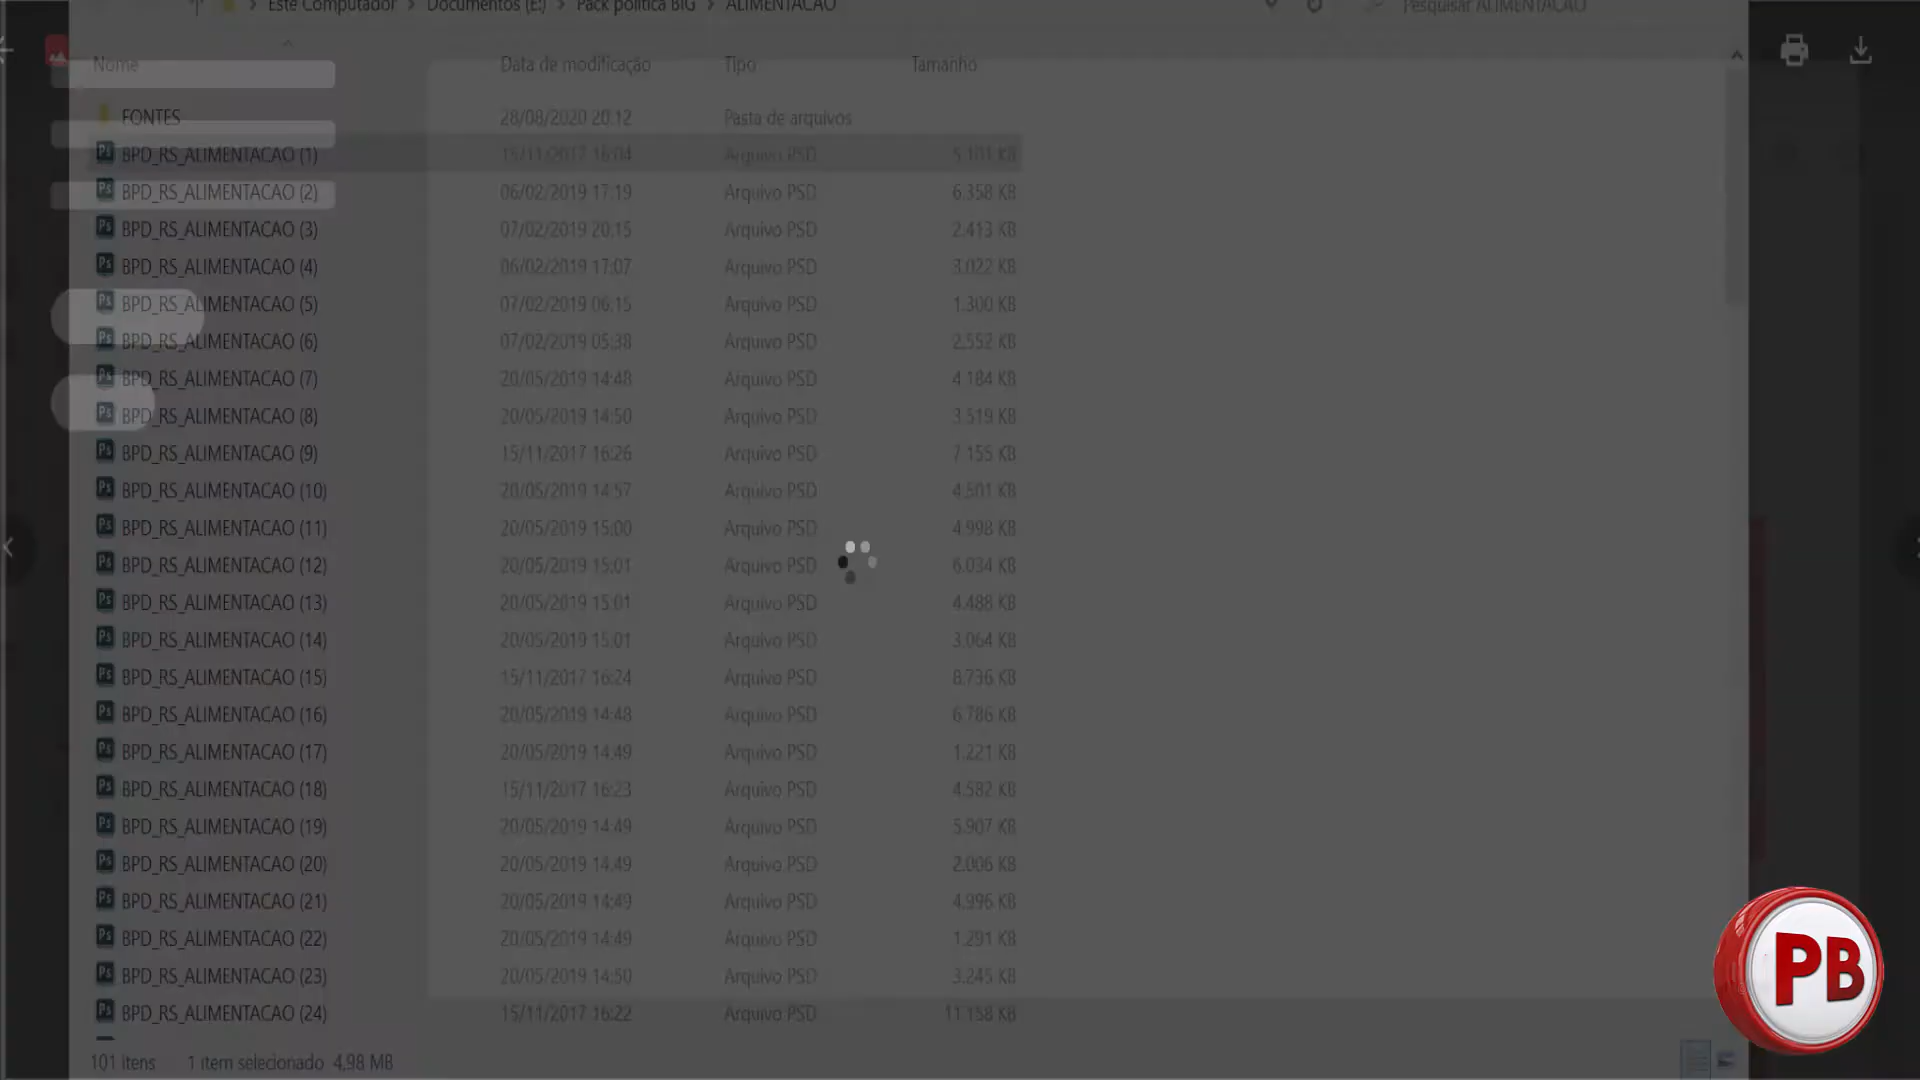 Este Computador > Documentos (E:) > Pack política BIG > ALIMENTACAO
Pesquisar ALIMENTACAO
Nome Data de modificação Tipo Tamanho
FONTES 28/08/2020 20:12 Pasta de arquivos
BPD_RS_ALIMENTACAO (1) 15/11/2017 16:04 Arquivo PSD 5.101 KB
BPD_RS_ALIMENTACAO (2) 06/02/2019 17:19 Arquivo PSD 6.358 KB
BPD_RS_ALIMENTACAO (3) 07/02/2019 20:15 Arquivo PSD 2.413 KB
BPD_RS_ALIMENTACAO (4) 06/02/2019 17:07 Arquivo PSD 3.022 KB
BPD_RS_ALIMENTACAO (5) 07/02/2019 06:15 Arquivo PSD 1.300 KB
BPD_RS_ALIMENTACAO (6) 07/02/2019 05:38 Arquivo PSD 2.552 KB
BPD_RS_ALIMENTACAO (7) 20/05/2019 14:48 Arquivo PSD 4.184 KB
BPD_RS_ALIMENTACAO (8) 20/05/2019 14:50 Arquivo PSD 3.519 KB
BPD_RS_ALIMENTACAO (9) 15/11/2017 16:26 Arquivo PSD 7.155 KB
BPD_RS_ALIMENTACAO (10) 20/05/2019 14:57 Arquivo PSD 4.501 KB
BPD_RS_ALIMENTACAO (11) 20/05/2019 15:00 Arquivo PSD 4.998 KB
BPD_RS_ALIMENTACAO (12) 20/05/2019 15:01 Arquivo PSD 6.034 KB
BPD_RS_ALIMENTACAO (13) 20/05/2019 15:01 Arquivo PSD 4.488 KB
BPD_RS_ALIMENTACAO (14) 20/05/2019 15:01 Arquivo PSD 3.064 KB
BPD_RS_ALIMENTACAO (15) 15/11/2017 16:24 Arquivo PSD 8.736 KB
BPD_RS_ALIMENTACAO (16) 20/05/2019 14:48 Arquivo PSD 6.786 KB
BPD_RS_ALIMENTACAO (17) 20/05/2019 14:49 Arquivo PSD 1.221 KB
BPD_RS_ALIMENTACAO (18) 15/11/2017 16:23 Arquivo PSD 4.582 KB
BPD_RS_ALIMENTACAO (19) 20/05/2019 14:49 Arquivo PSD 5.907 KB
BPD_RS_ALIMENTACAO (20) 20/05/2019 14:49 Arquivo PSD 2.006 KB
BPD_RS_ALIMENTACAO (21) 20/05/2019 14:49 Arquivo PSD 4.996 KB
BPD_RS_ALIMENTACAO (22) 20/05/2019 14:49 Arquivo PSD 1.291 KB
BPD_RS_ALIMENTACAO (23) 20/05/2019 14:50 Arquivo PSD 3.245 KB
BPD_RS_ALIMENTACAO (24) 15/11/2017 16:22 Arquivo PSD 11.158 KB
101 itens 1 item selecionado 4,98 MB
PB